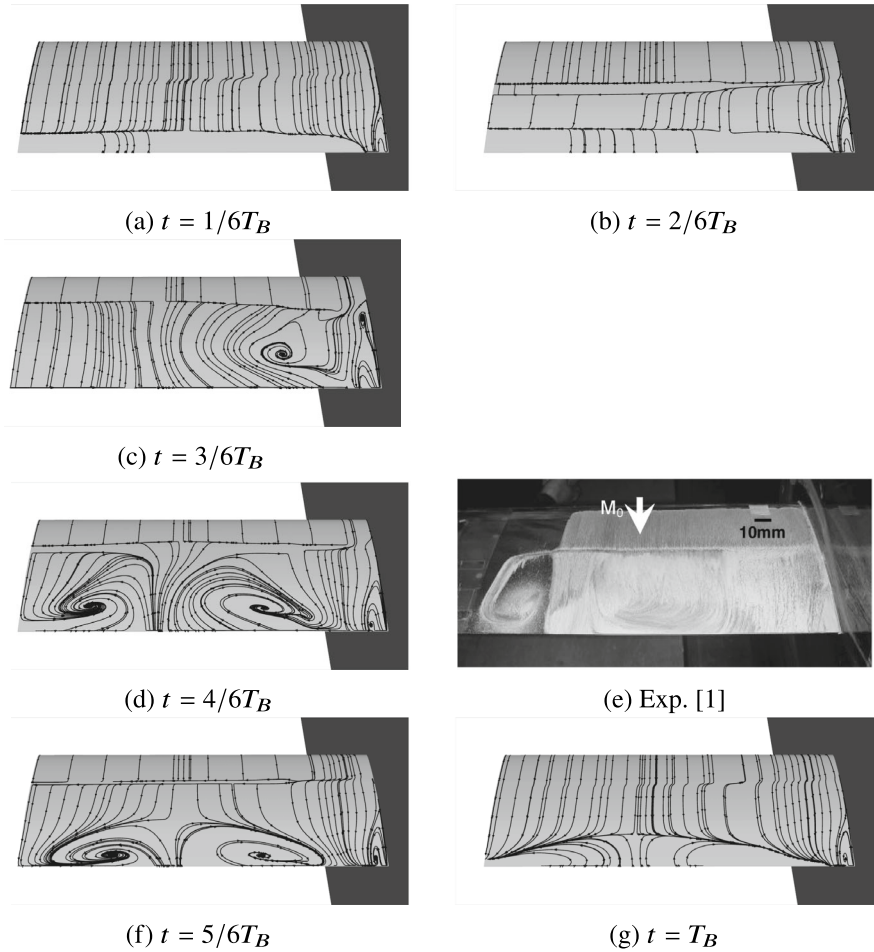 (a) t = 1/6T_B
(b) t = 2/6T_B
(c) t = 3/6T_B
M₀
10mm
(d) t = 4/6T_B
(e) Exp. [1]
(f) t = 5/6T_B
(g) t = T_B